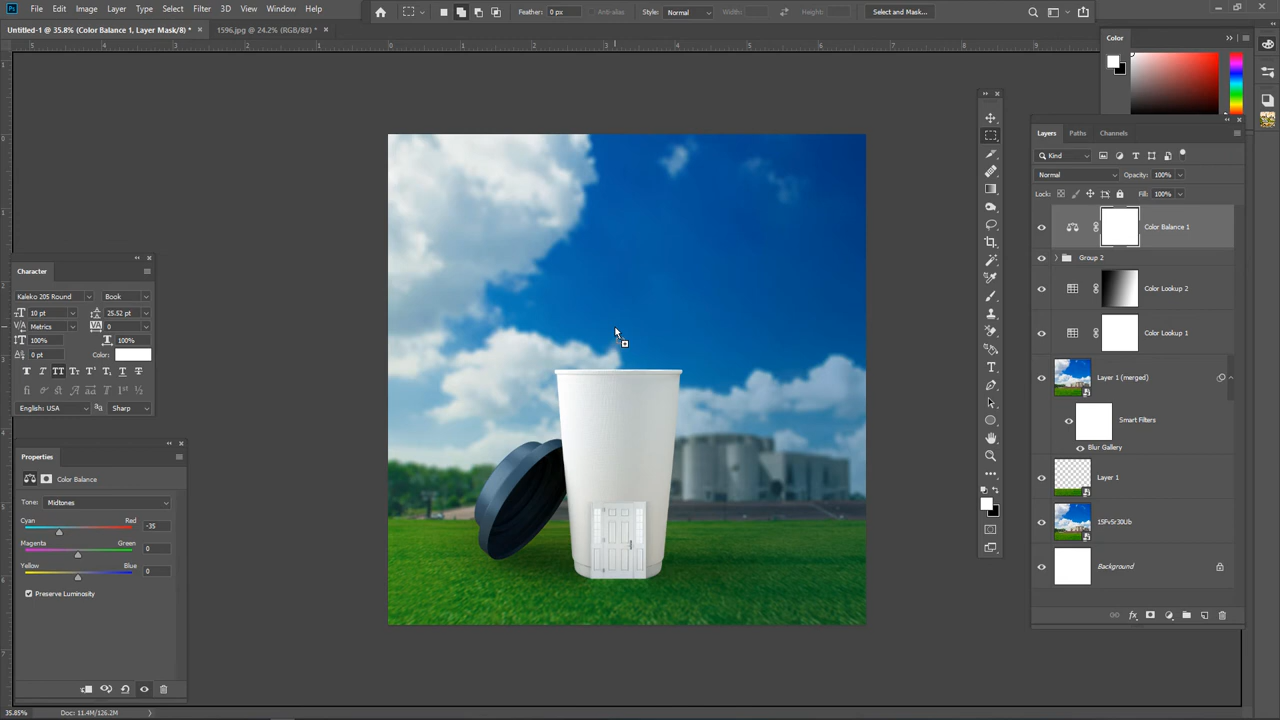 Ps File Edit Image Layer Type Select Filter 3D View Window Help
Feather: 0 px Anti-alias Style: Normal Width: Height: Select and Mask...
Untitled-1 @ 35.8% (Color Balance 1, Layer Mask/8) * × 1596.jpg @ 24.2% (RGB/8#) * ×
Color
Layers Paths Channels
Kind
Normal Opacity: 100%
Lock: Fill: 100%
Color Balance 1
Group 2
Color Lookup 2
Color Lookup 1
Layer 1 (merged)
Smart Filters
Blur Gallery
Layer 1
Background
Character
Kaleko 205 Round Book
10 pt 25.52 pt
Metrics 0
100% 100%
0 pt Color:
English: USA Sharp
Properties
Color Balance
Tone: Midtones
Cyan Red -35
Magenta Green 0
Yellow Blue 0
Preserve Luminosity
35.85% Doc: 11.4M/126.2M